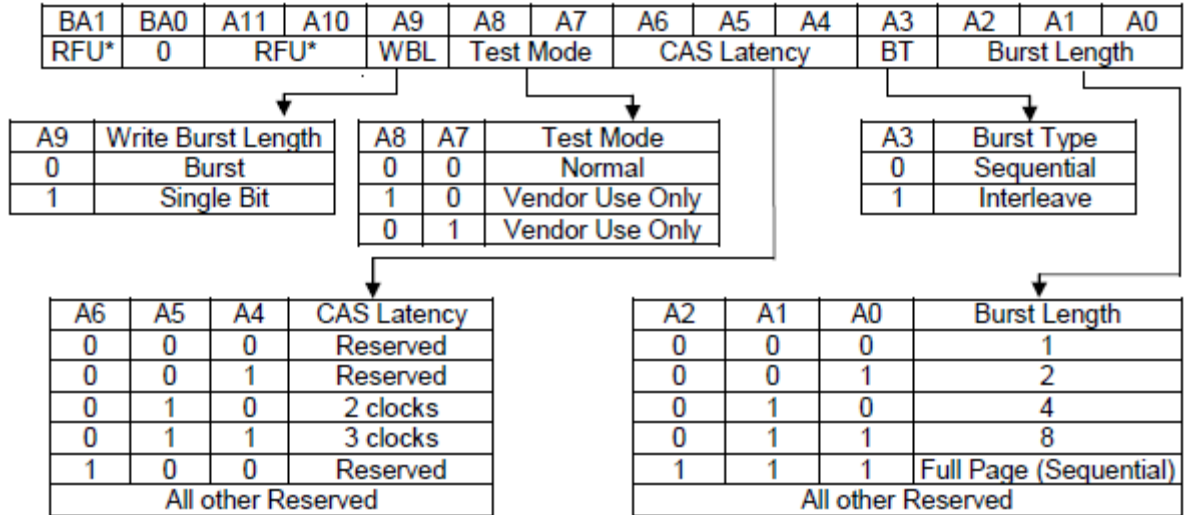 BA1 BA0 A11 A10 A9 A8 A7 A6 A5 A4 A3 A2 A1 A0
RFU* 0 RFU* WBL Test Mode CAS Latency BT Burst Length
A9 Write Burst Length
0 Burst
1 Single Bit
A8 A7 Test Mode
0 0 Normal
1 0 Vendor Use Only
0 1 Vendor Use Only
A3 Burst Type
0 Sequential
1 Interleave
A6 A5 A4 CAS Latency
0 0 0 Reserved
0 0 1 Reserved
0 1 0 2 clocks
0 1 1 3 clocks
1 0 0 Reserved
All other Reserved
A2 A1 A0 Burst Length
0 0 0 1
0 0 1 2
0 1 0 4
0 1 1 8
1 1 1 Full Page (Sequential)
All other Reserved